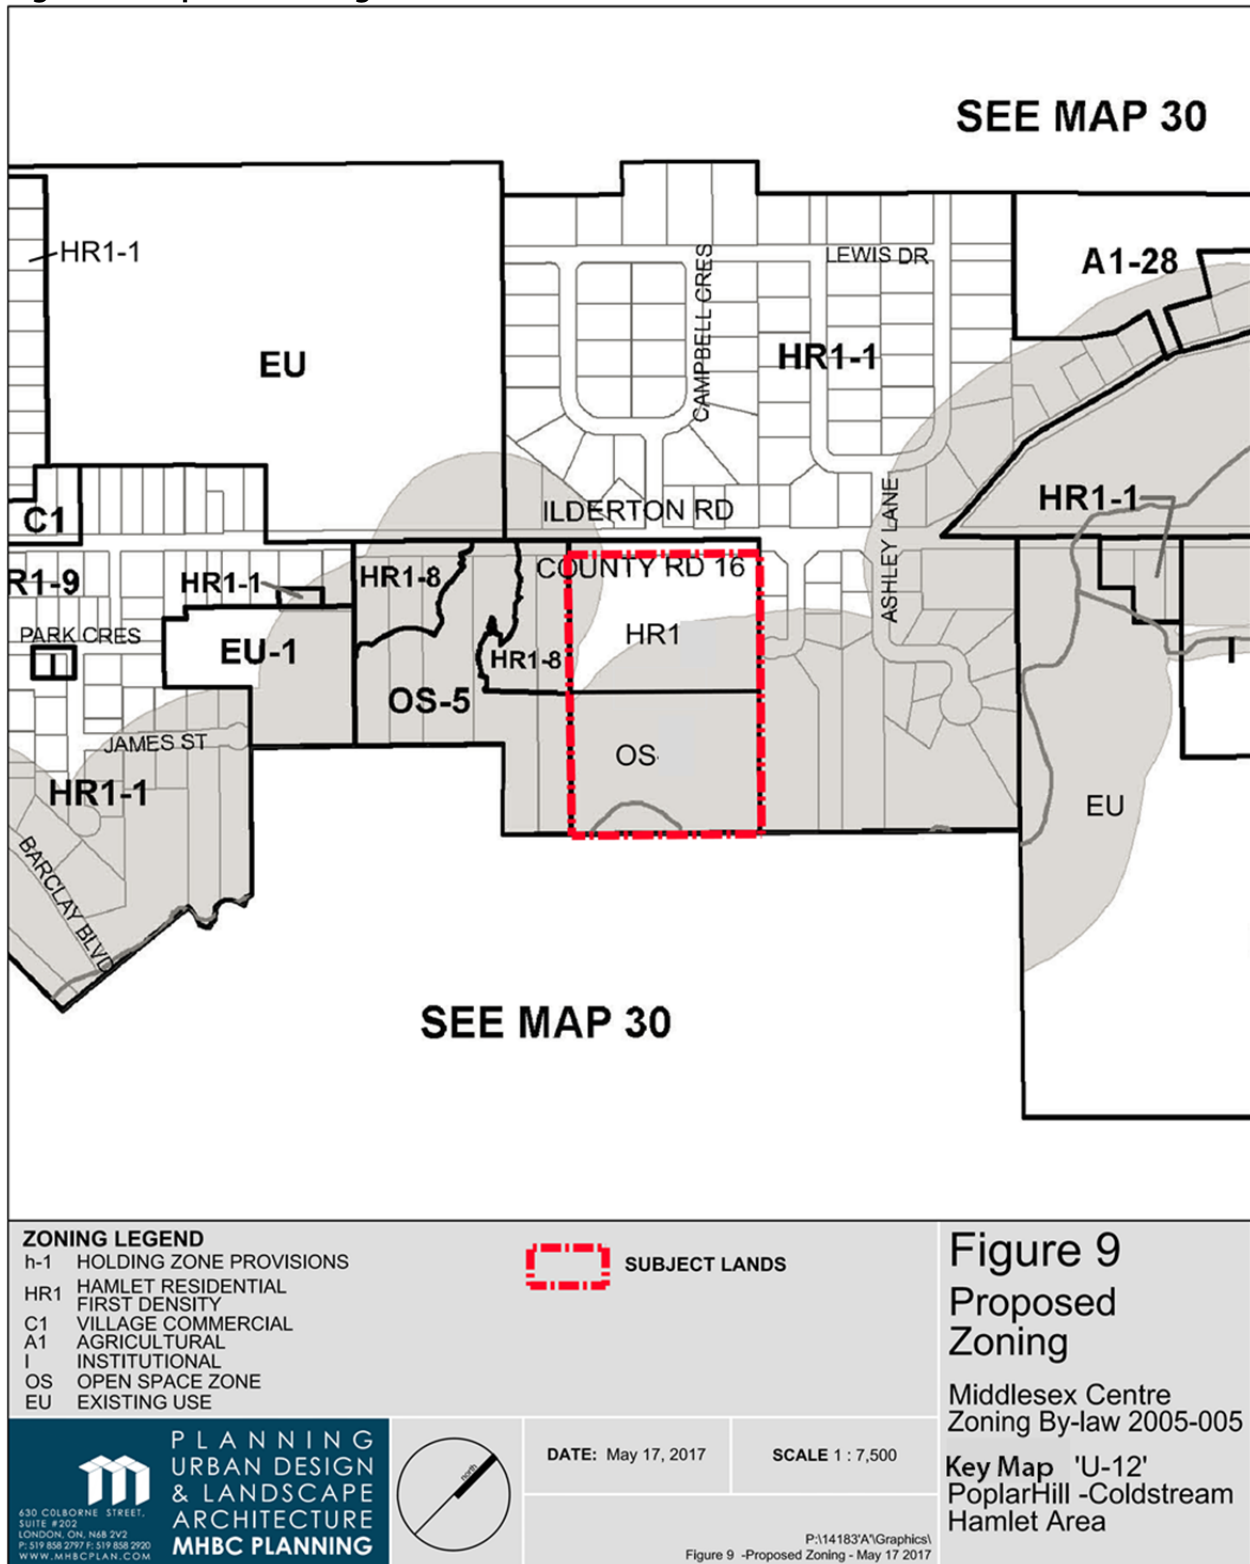 SEE MAP 30
HR1-1
A1-28
LEWIS DR
CAMPBELL CRES
EU
HR1-1
C1
ILDERTON RD
ASHLEY LANE
HR1-1
R1-9
HR1-1
HR1-8
COUNTY RD 16
PARK CRES
EU-1
HR1-8
HR1
I
OS-5
JAMES ST
OS
HR1-1
EU
BARCLAY BLVD
SEE MAP 30
ZONING LEGEND
h-1 HOLDING ZONE PROVISIONS
HR1 HAMLET RESIDENTIAL
FIRST DENSITY
C1 VILLAGE COMMERCIAL
A1 AGRICULTURAL
I INSTITUTIONAL
OS OPEN SPACE ZONE
EU EXISTING USE
SUBJECT LANDS
Figure 9
Proposed
Zoning
Middlesex Centre
Zoning By-law 2005-005
Key Map 'U-12'
PoplarHill -Coldstream
Hamlet Area
PLANNING
URBAN DESIGN
& LANDSCAPE
ARCHITECTURE
MHBC PLANNING
630 COLBORNE STREET,
SUITE #202
LONDON, ON, N6B 2V2
P: 519 858 2797 F: 519 858 2920
WWW.MHBCPLAN.COM
north
DATE: May 17, 2017
SCALE 1 : 7,500
P:\14183'A'\Graphics\
Figure 9 -Proposed Zoning - May 17 2017